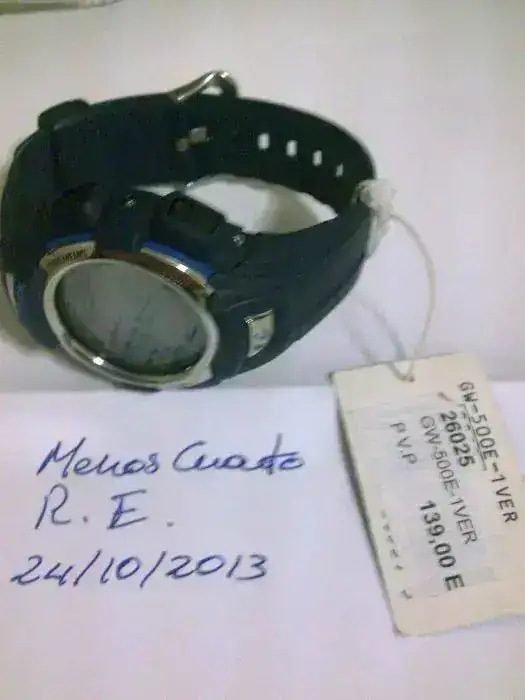 Menos Cuarto
R. E.
24/10/2013
GW-500E-1VER
26025
GW-500E-1VER
P.V.P 139,00 E